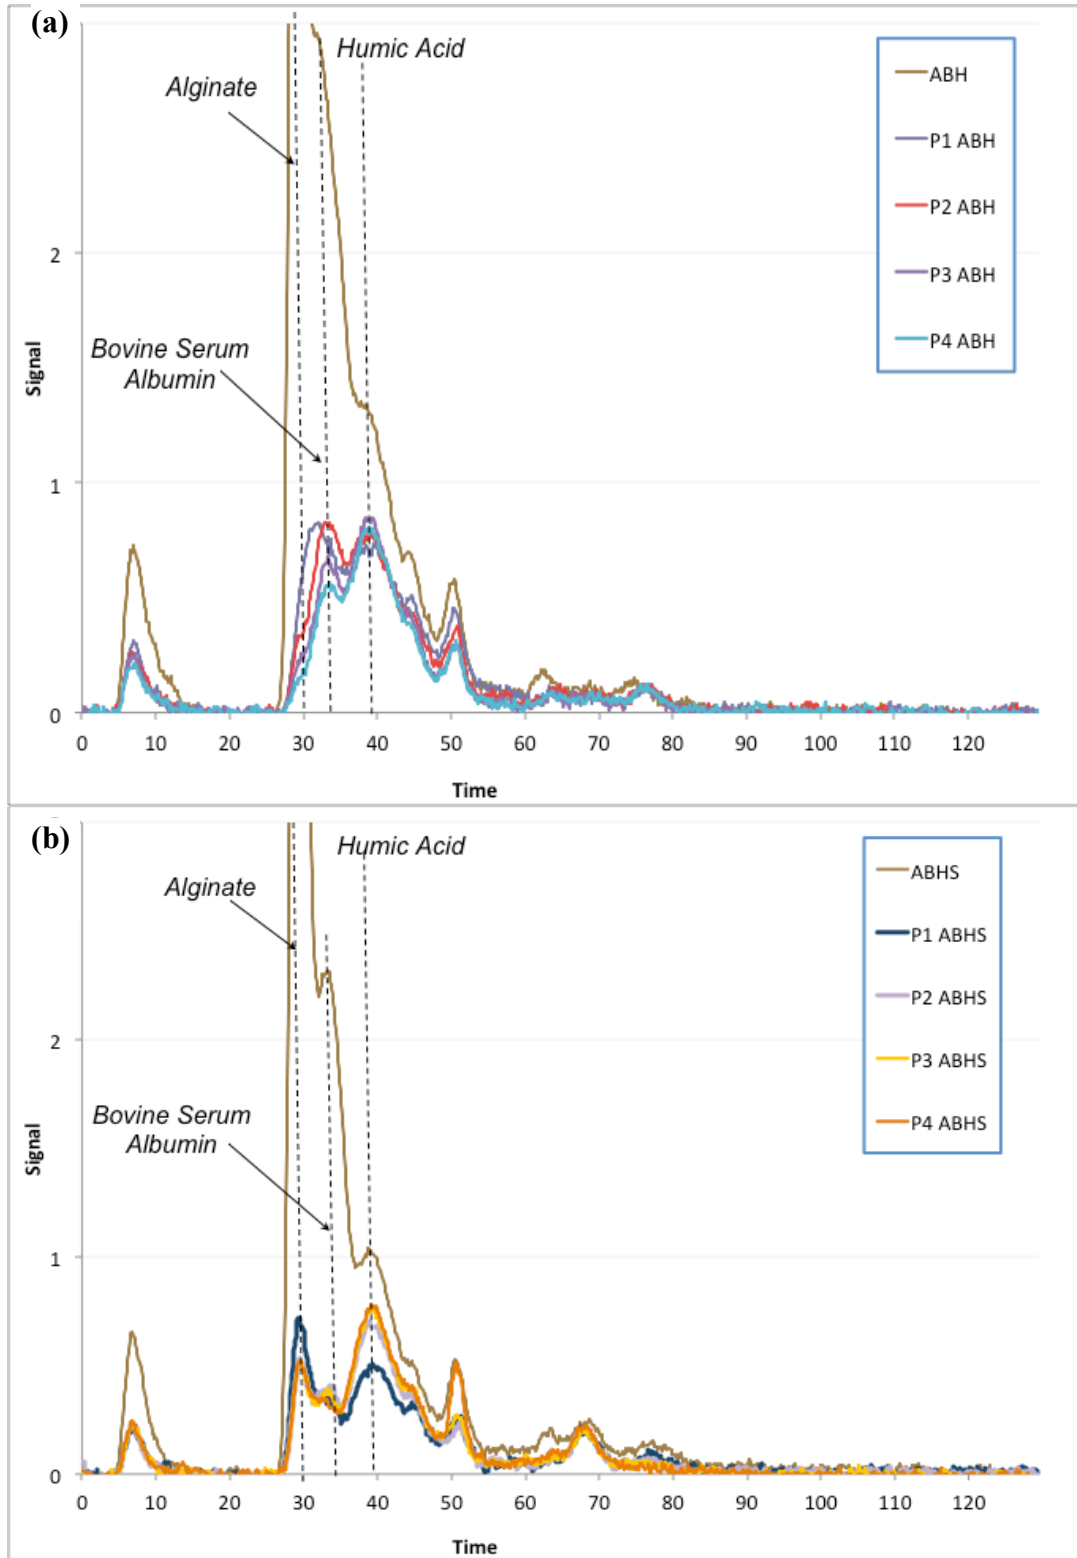 (a)
Humic Acid
Alginate
Bovine Serum
Albumin
ABH
P1 ABH
P2 ABH
P3 ABH
P4 ABH
Signal
2
1
0
0 10 20 30 40 50 60 70 80 90 100 110 120
Time
(b)
Humic Acid
Alginate
Bovine Serum
Albumin
ABHS
P1 ABHS
P2 ABHS
P3 ABHS
P4 ABHS
Signal
2
1
0
0 10 20 30 40 50 60 70 80 90 100 110 120
Time